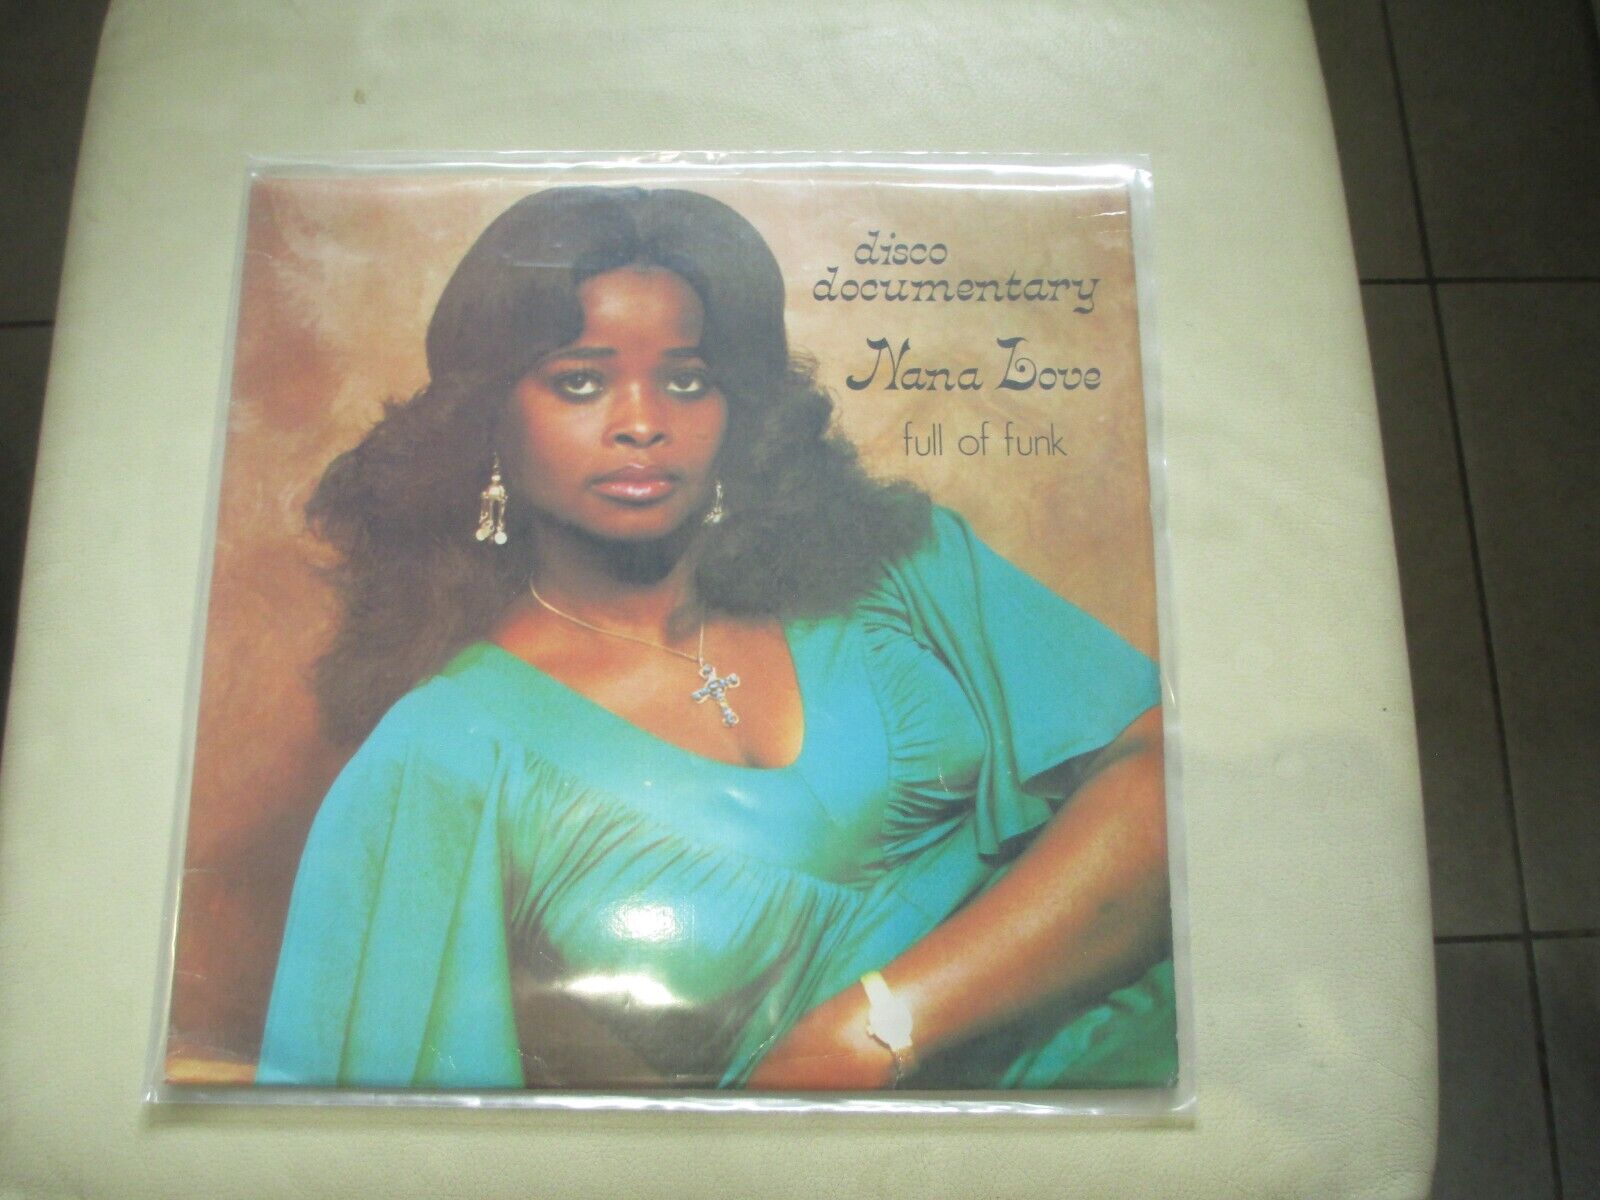 disco
documentary
Nana Love
full of funk